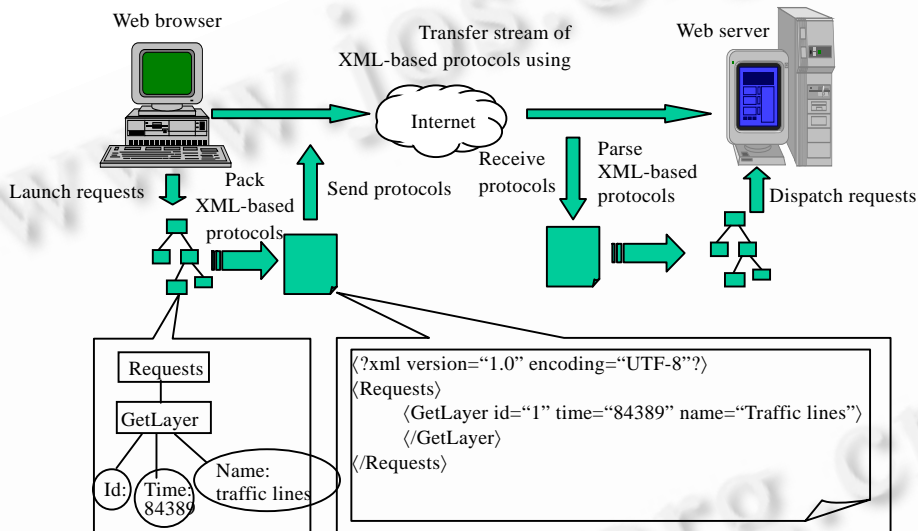 Web browser
Transfer stream of
XML-based protocols using
Web server
Internet
Launch requests
Pack
XML-based
protocols
Send protocols
Receive
protocols
Parse
XML-based
protocols
Dispatch requests
Requests
GetLayer
Id:
Time:
84389
Name:
traffic lines
⟨?xml version=“1.0” encoding=“UTF-8”?⟩
⟨Requests⟩
⟨GetLayer id=“1” time=“84389” name=“Traffic lines”⟩
⟨/GetLayer⟩
⟨/Requests⟩